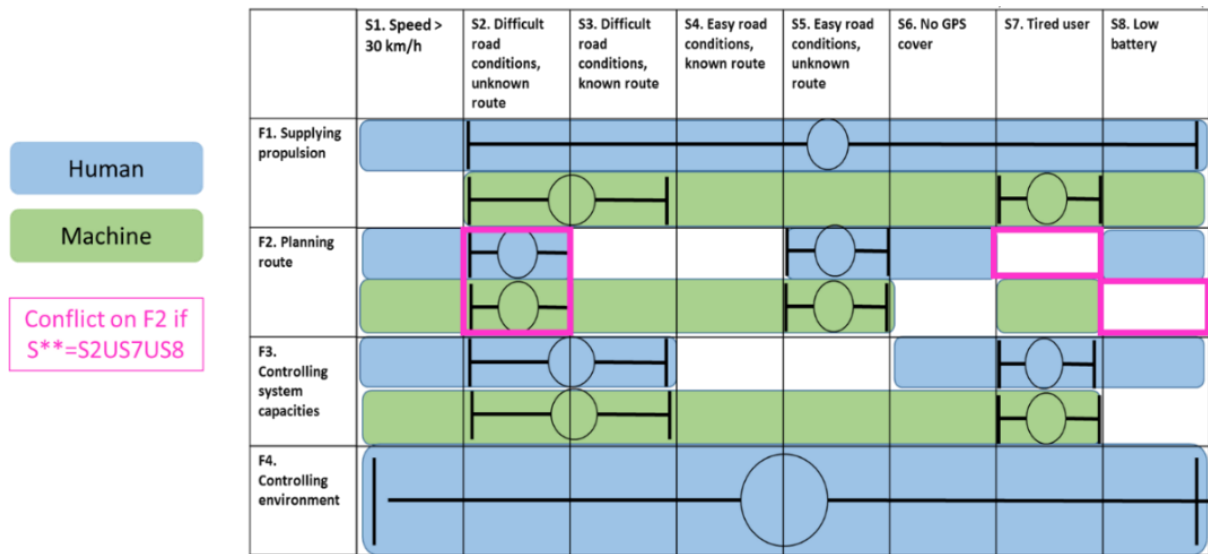 S1. Speed >
30 km/h
S2. Difficult
road
conditions,
unknown
route
S3. Difficult
road
conditions,
known route
S4. Easy road
conditions,
known route
S5. Easy road
conditions,
unknown
route
S6. No GPS
cover
S7. Tired user
S8. Low
battery
Human
Machine
Conflict on F2 if
S**=S2US7US8
F1. Supplying
propulsion
F2. Planning
route
F3.
Controlling
system
capacities
F4.
Controlling
environment